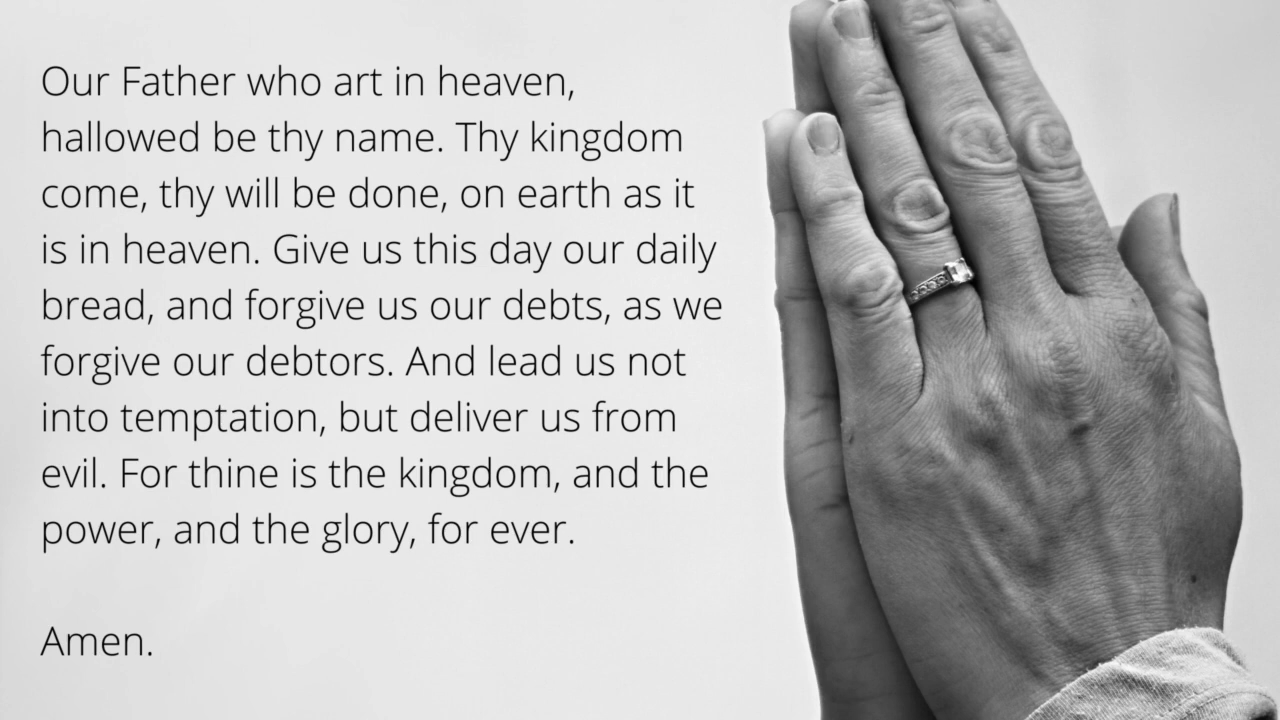 Our Father who art in heaven,
hallowed be thy name. Thy kingdom
come, thy will be done, on earth as it
is in heaven. Give us this day our daily
bread, and forgive us our debts, as we
forgive our debtors. And lead us not
into temptation, but deliver us from
evil. For thine is the kingdom, and the
power, and the glory, for ever.
Amen.